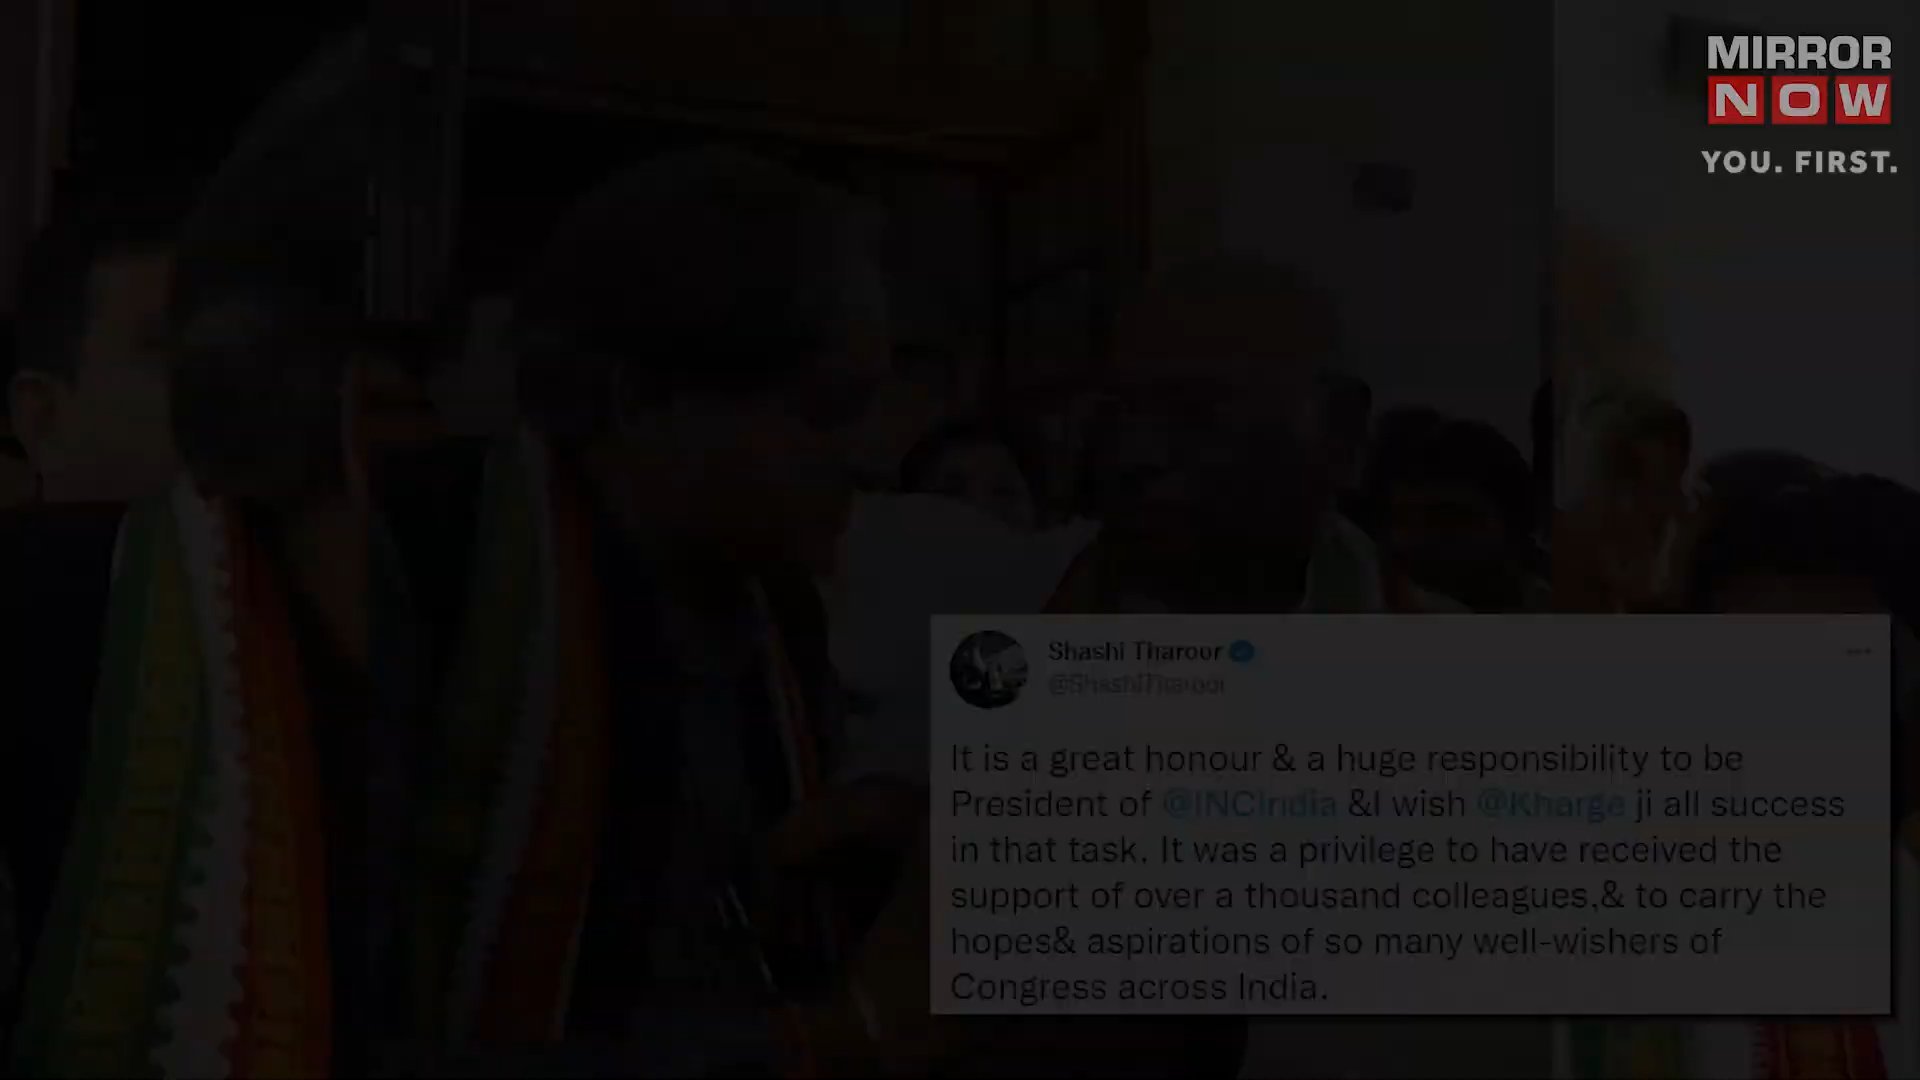 MIRROR
NOW
YOU. FIRST.
Shashi Tharoor
@ShashiTharoor
It is a great honour & a huge responsibility to be
President of @INCIndia &I wish @Kharge ji all success
in that task. It was a privilege to have received the
support of over a thousand colleagues,& to carry the
hopes& aspirations of so many well-wishers of
Congress across India.